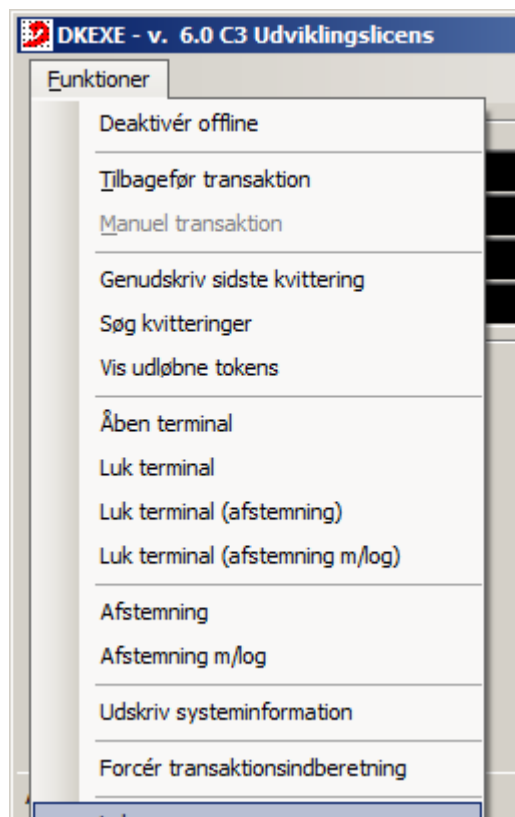 DKEXE - v. 6.0 C3 Udviklingslicens
Funktioner
Deaktivér offline
Tilbagefør transaktion
Manuel transaktion
Genudskriv sidste kvittering
Søg kvitteringer
Vis udløbne tokens
Åben terminal
Luk terminal
Luk terminal (afstemning)
Luk terminal (afstemning m/log)
Afstemning
Afstemning m/log
Udskriv systeminformation
Forcér transaktionsindberetning